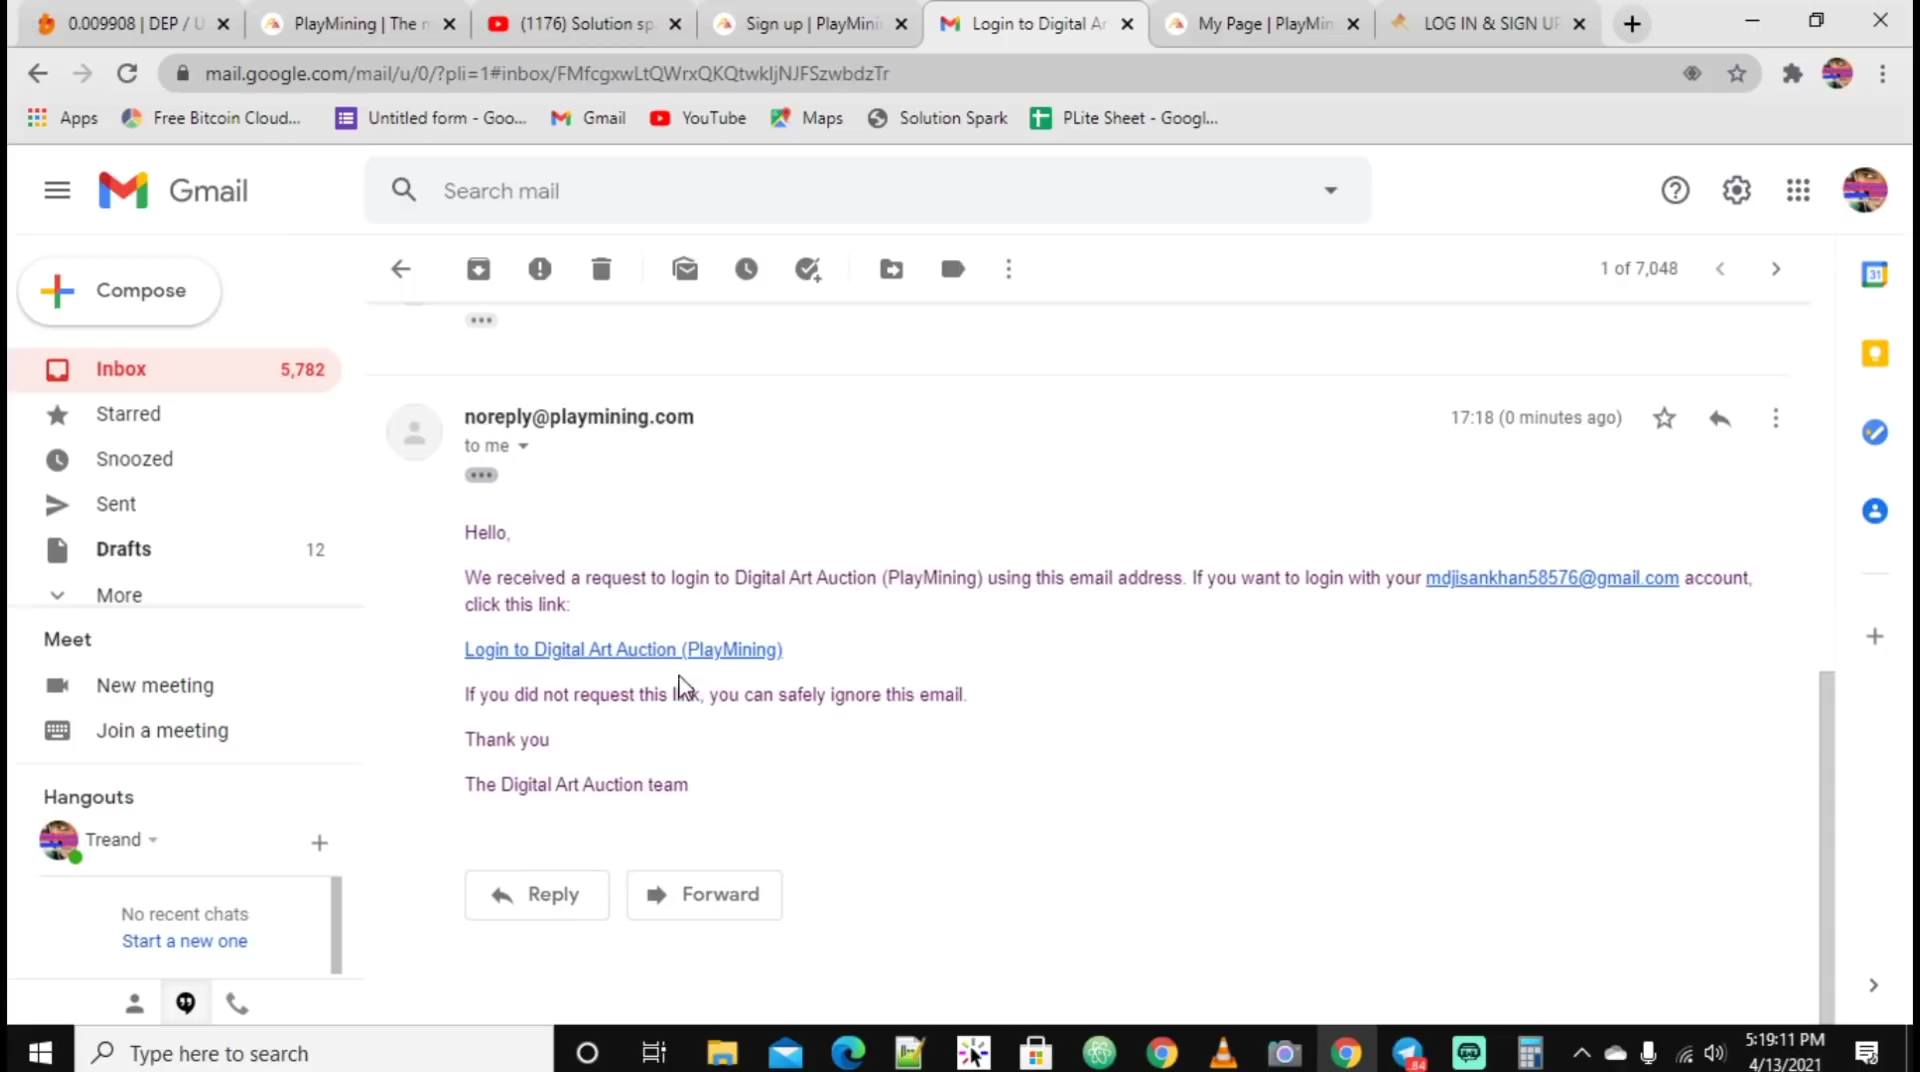 0.009908 | DEP / U
PlayMining | The n
(1176) Solution sp
Sign up | PlayMini
Login to Digital Ar
My Page | PlayMin
LOG IN & SIGN UP
mail.google.com/mail/u/0/?pli=1#inbox/FMfcgxwLtQWrxQKQtwkljNJFSzwbdzTr
Apps
Free Bitcoin Cloud...
Untitled form - Goo...
Gmail
YouTube
Maps
Solution Spark
PLite Sheet - Googl...
Gmail
Search mail
Compose
1 of 7,048
31
Inbox 5,782
Starred
Snoozed
Sent
Drafts 12
More
Meet
New meeting
Join a meeting
Hangouts
Treand
No recent chats
Start a new one
noreply@playmining.com
17:18 (0 minutes ago)
to me
Hello,
We received a request to login to Digital Art Auction (PlayMining) using this email address. If you want to login with your mdjisankhan58576@gmail.com account,
click this link:
Login to Digital Art Auction (PlayMining)
If you did not request this link, you can safely ignore this email.
Thank you
The Digital Art Auction team
Reply
Forward
Type here to search
84
5:19:11 PM
4/13/2021